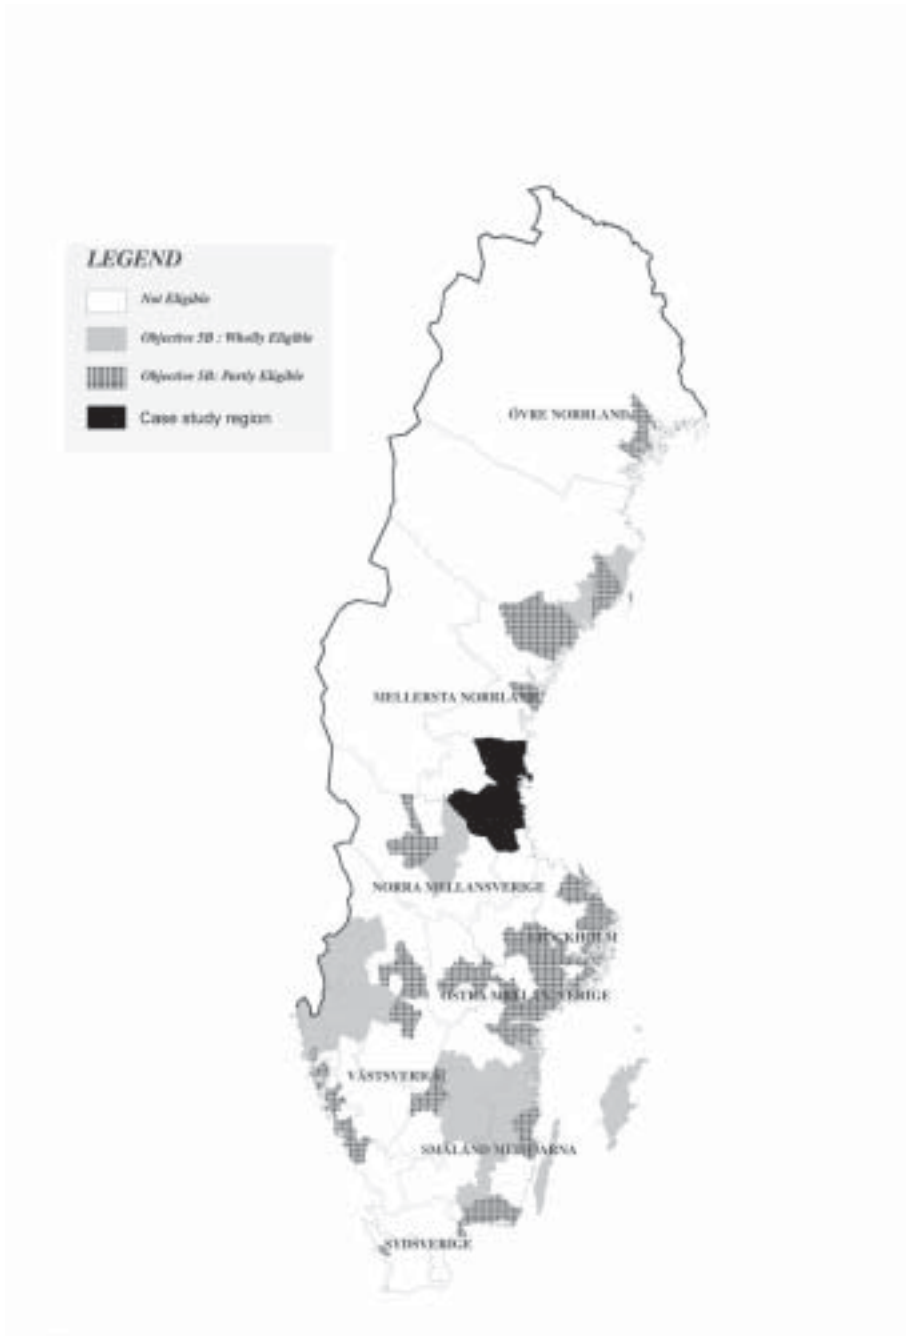 LEGEND
Not Eligible
Objective 5B : Wholly Eligible
Objective 5B: Partly Eligible
Case study region
ÖVRE NORRLAND
MELLERSTA NORRLAND
NORRA MELLANSVERIGE
STOCKHOLM
ÖSTRA MELLANSVERIGE
VÄSTSVERIGE
SMÅLAND MED ÖARNA
SYDSVERIGE